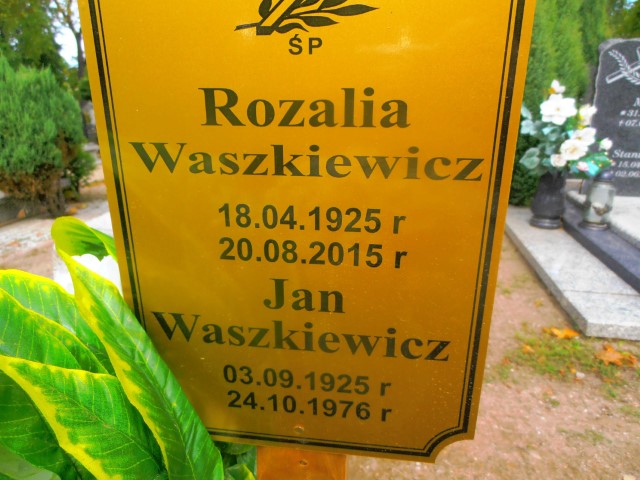 ŚP
Rozalia
Waszkiewicz
18.04.1925 r
20.08.2015 r
Jan
Waszkiewicz
03.09.1925 r
24.10.1976 r